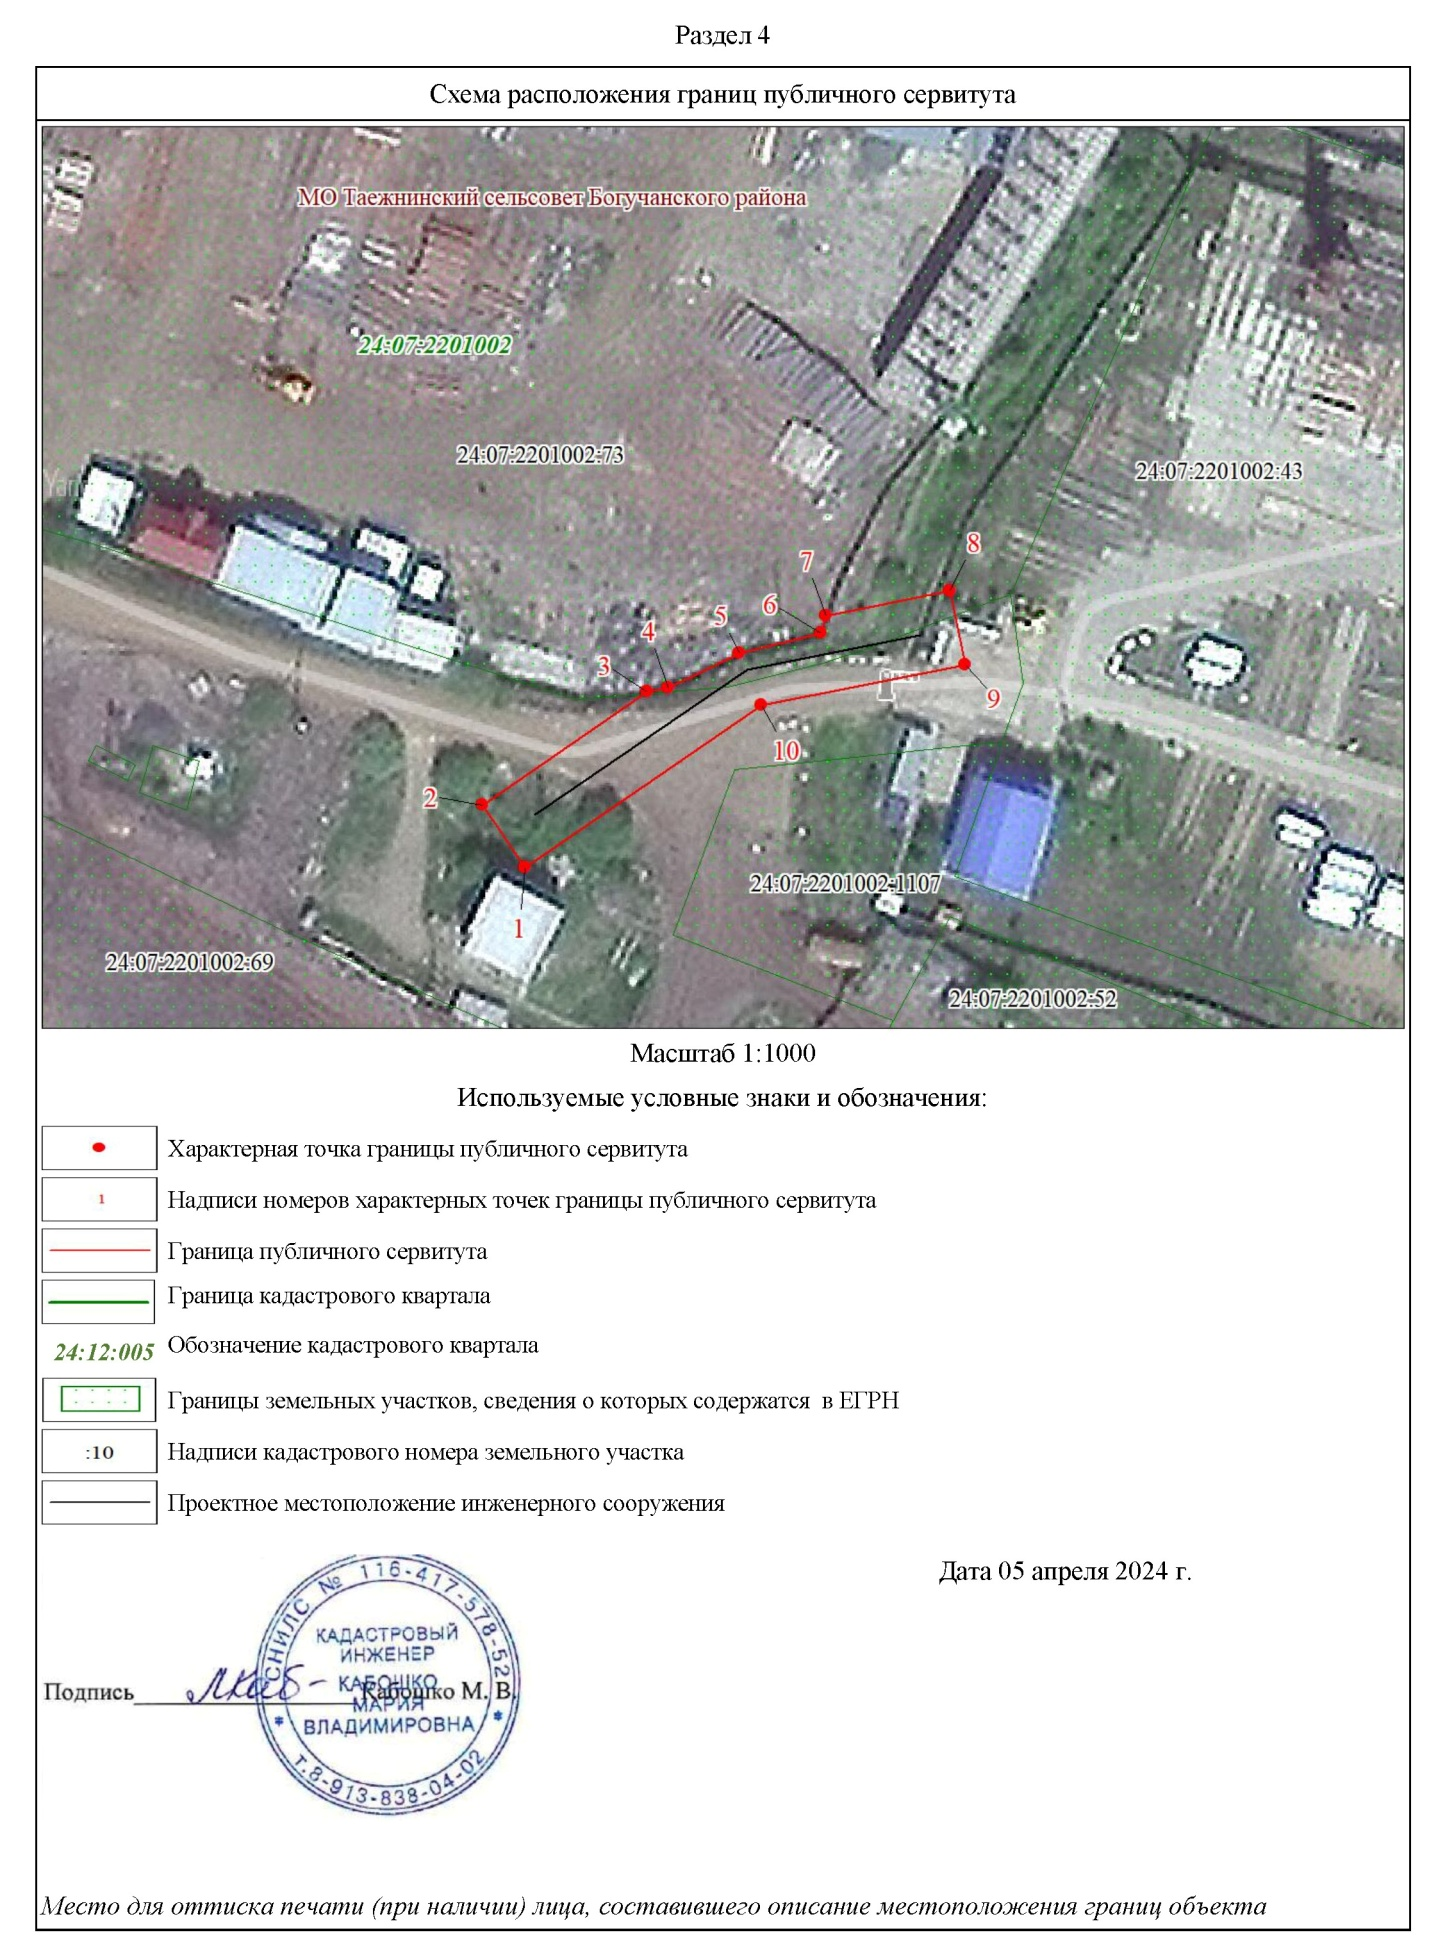 Раздел 4
Схема расположения границ публичного сервитута
МО Таежнинский сельсовет Богучанского района
24:07:2201002
24:07:2201002:73
24:07:2201002:43
8
7
6
5
4
3
9
10
2
1
24:07:2201002:1107
24:07:2201002:69
24:07:2201002:52
Масштаб 1:1000
Используемые условные знаки и обозначения:
Характерная точка границы публичного сервитута
1 Надписи номеров характерных точек границы публичного сервитута
Граница публичного сервитута
Граница кадастрового квартала
24:12:005 Обозначение кадастрового квартала
Границы земельных участков, сведения о которых содержатся в ЕГРН
:10 Надписи кадастрового номера земельного участка
Проектное местоположение инженерного сооружения
Дата 05 апреля 2024 г.
СНИЛС № 116-417-578-52
КАДАСТРОВЫЙ
ИНЖЕНЕР
КАБОШКО
МАРИЯ
ВЛАДИМИРОВНА
т.8-913-838-04-02
Подпись Кабошко М. В.
Место для оттиска печати (при наличии) лица, составившего описание местоположения границ объекта